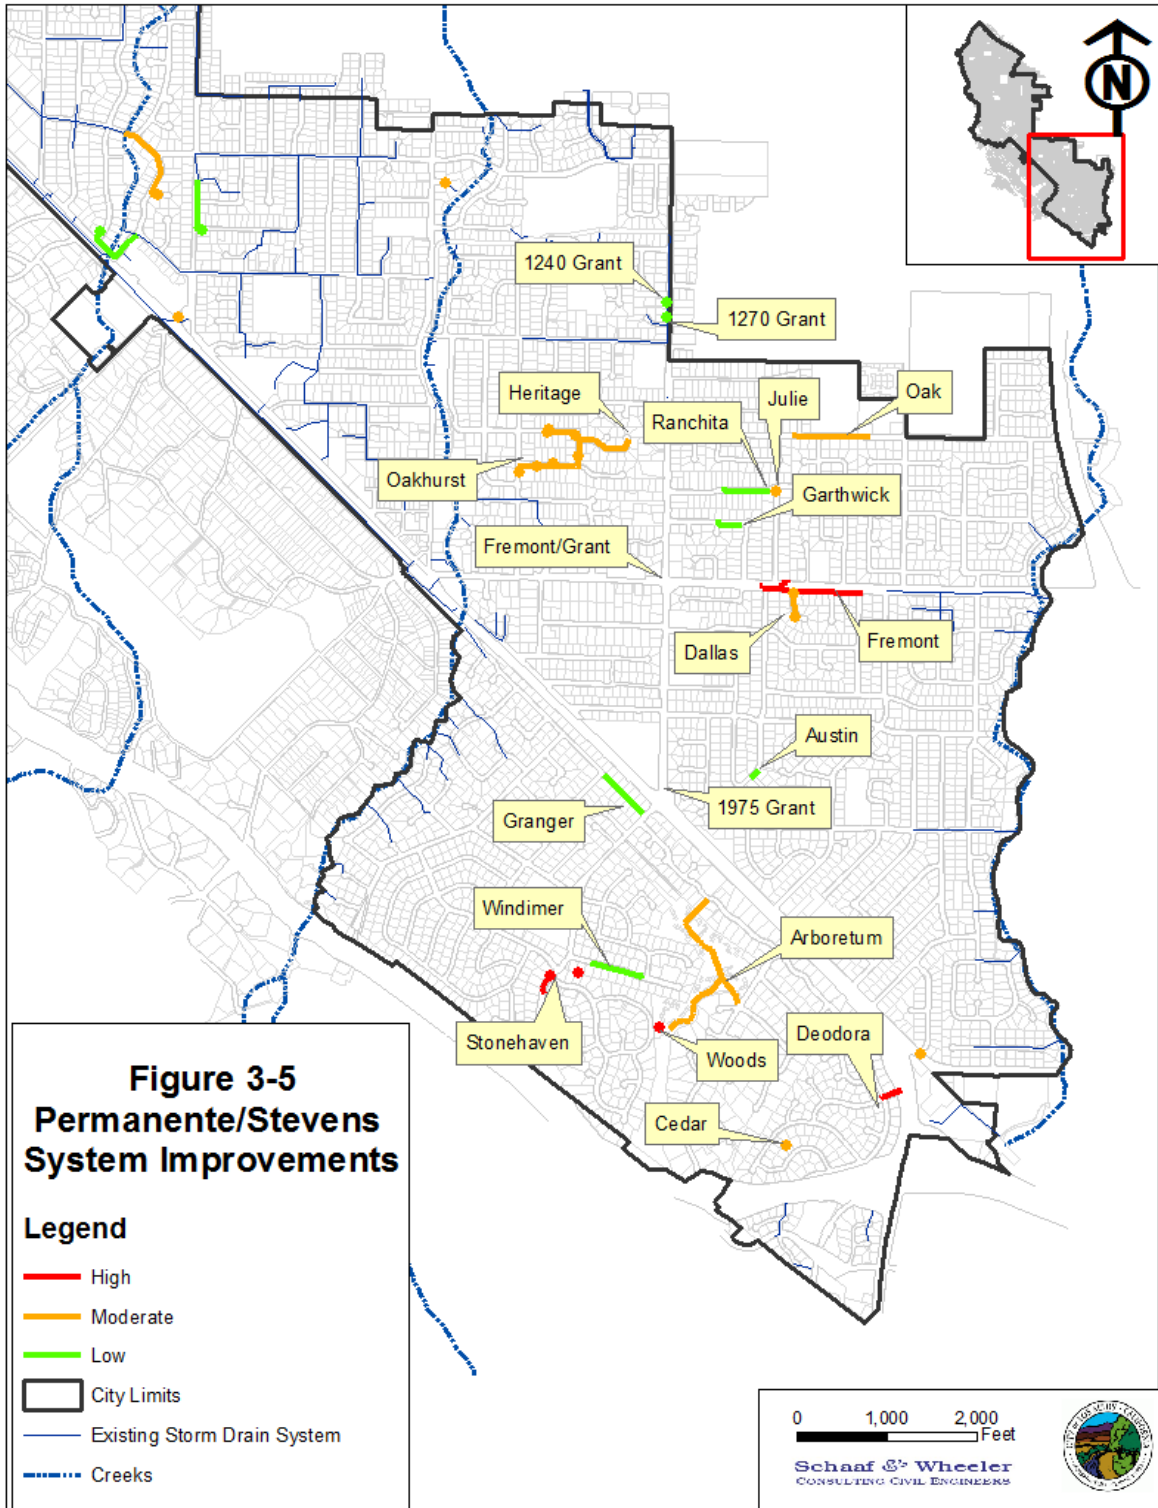 N
1240 Grant
1270 Grant
Heritage
Julie
Oak
Ranchita
Oakhurst
Garthwick
Fremont/Grant
Dallas
Fremont
Austin
1975 Grant
Granger
Windimer
Arboretum
Stonehaven
Woods
Deodora
Cedar
Figure 3-5
Permanente/Stevens
System Improvements
Legend
High
Moderate
Low
City Limits
Existing Storm Drain System
Creeks
0 1,000 2,000
Feet
Schaaf & Wheeler
CONSULTING CIVIL ENGINEERS